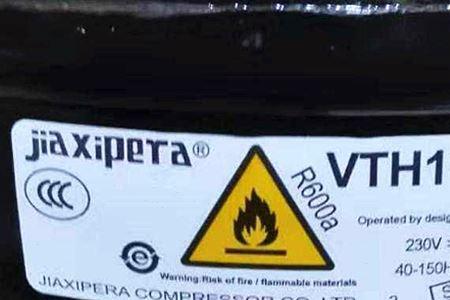 jiaxipera®
VTH1
CCC
R600a
e
Operated by desig
230V
Warning:Risk of fire / flammable materials
40-150H
JIAXIPERA COMPRESSOR CO., LTD.